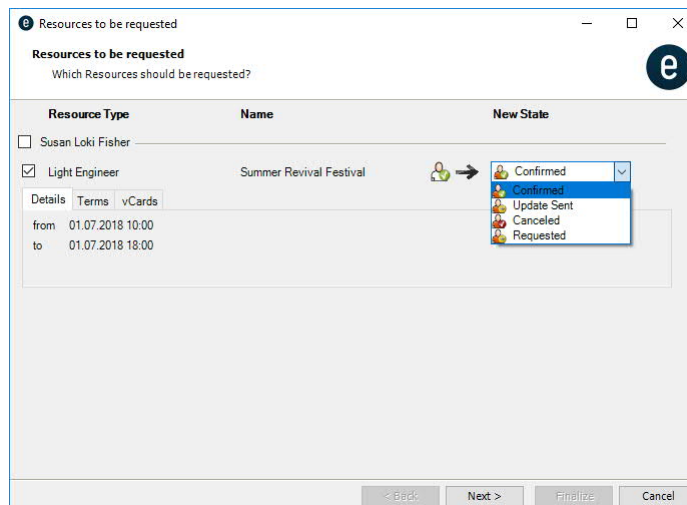 e Resources to be requested
Resources to be requested
Which Resources should be requested?
e
Resource Type Name New State
Susan Loki Fisher
Light Engineer Summer Revival Festival Confirmed
Confirmed
Update Sent
Canceled
Requested
Details Terms vCards
from 01.07.2018 10:00
to 01.07.2018 18:00
< Back Next > Finalize Cancel